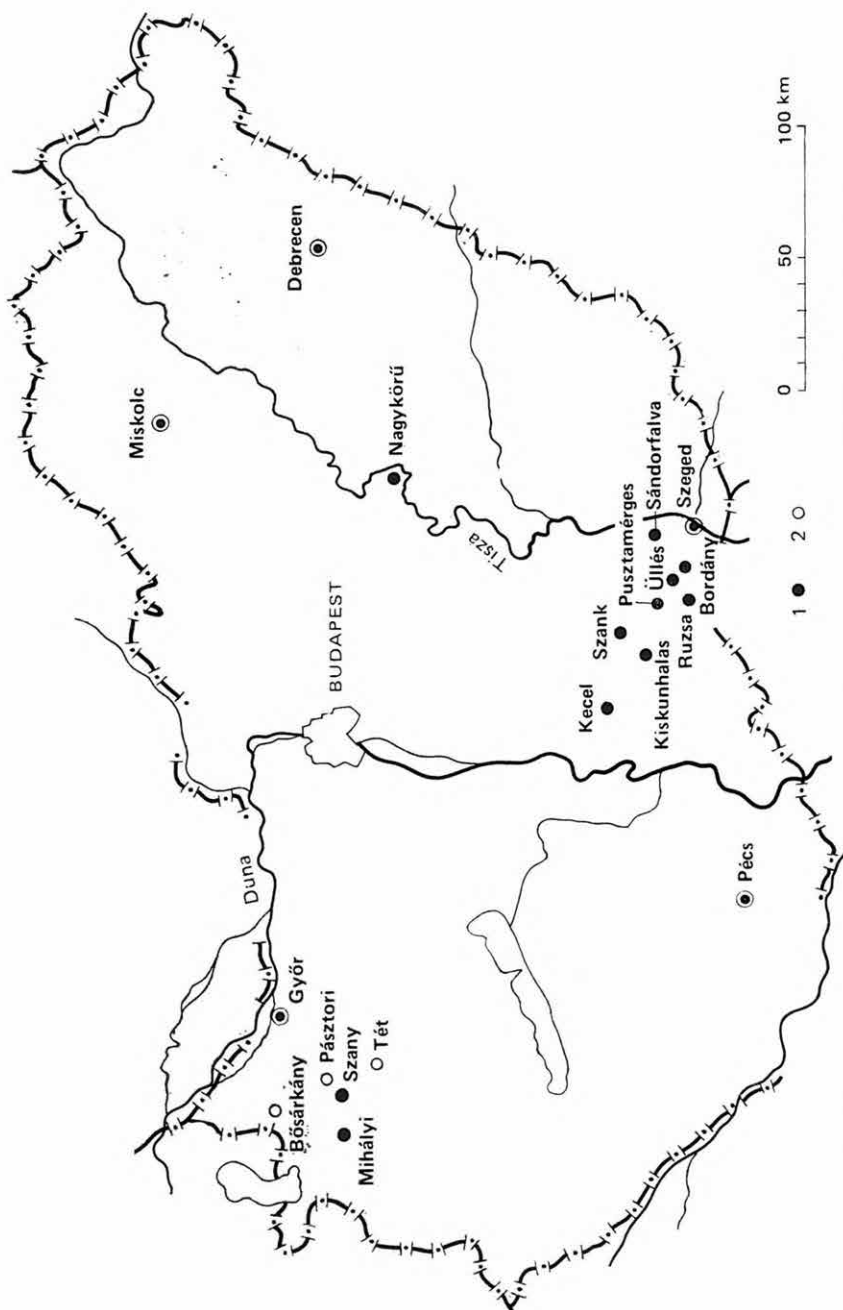 Miskolc
Debrecen
Nagykörű
Tisza
BUDAPEST
Duna
Győr
Bősárkány
Pásztori
Szany
Tét
Mihályi
Pécs
Kecel
Szank
Kiskunhalas
Pusztamérges
Üllés
Sándorfalva
Ruzsa
Bordány
Szeged
1 2
0 50 100 km